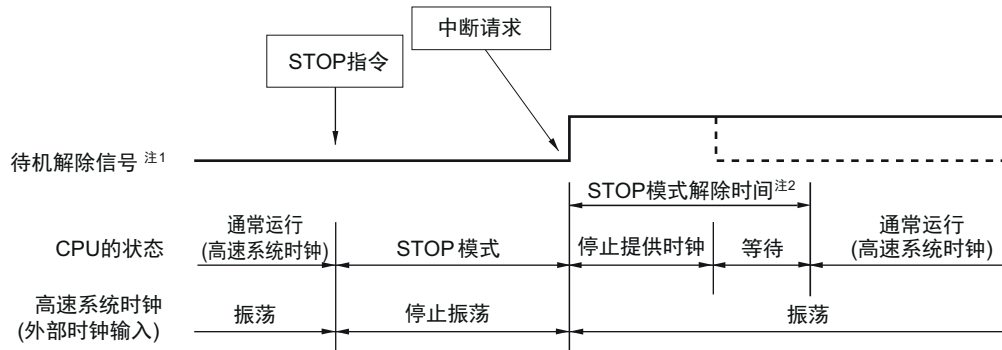 中断请求
STOP指令
待机解除信号 注1
STOP模式解除时间注2
CPU的状态
通常运行
(高速系统时钟)
STOP 模式
停止提供时钟
等待
通常运行
(高速系统时钟)
高速系统时钟
(外部时钟输入)
振荡
停止振荡
振荡